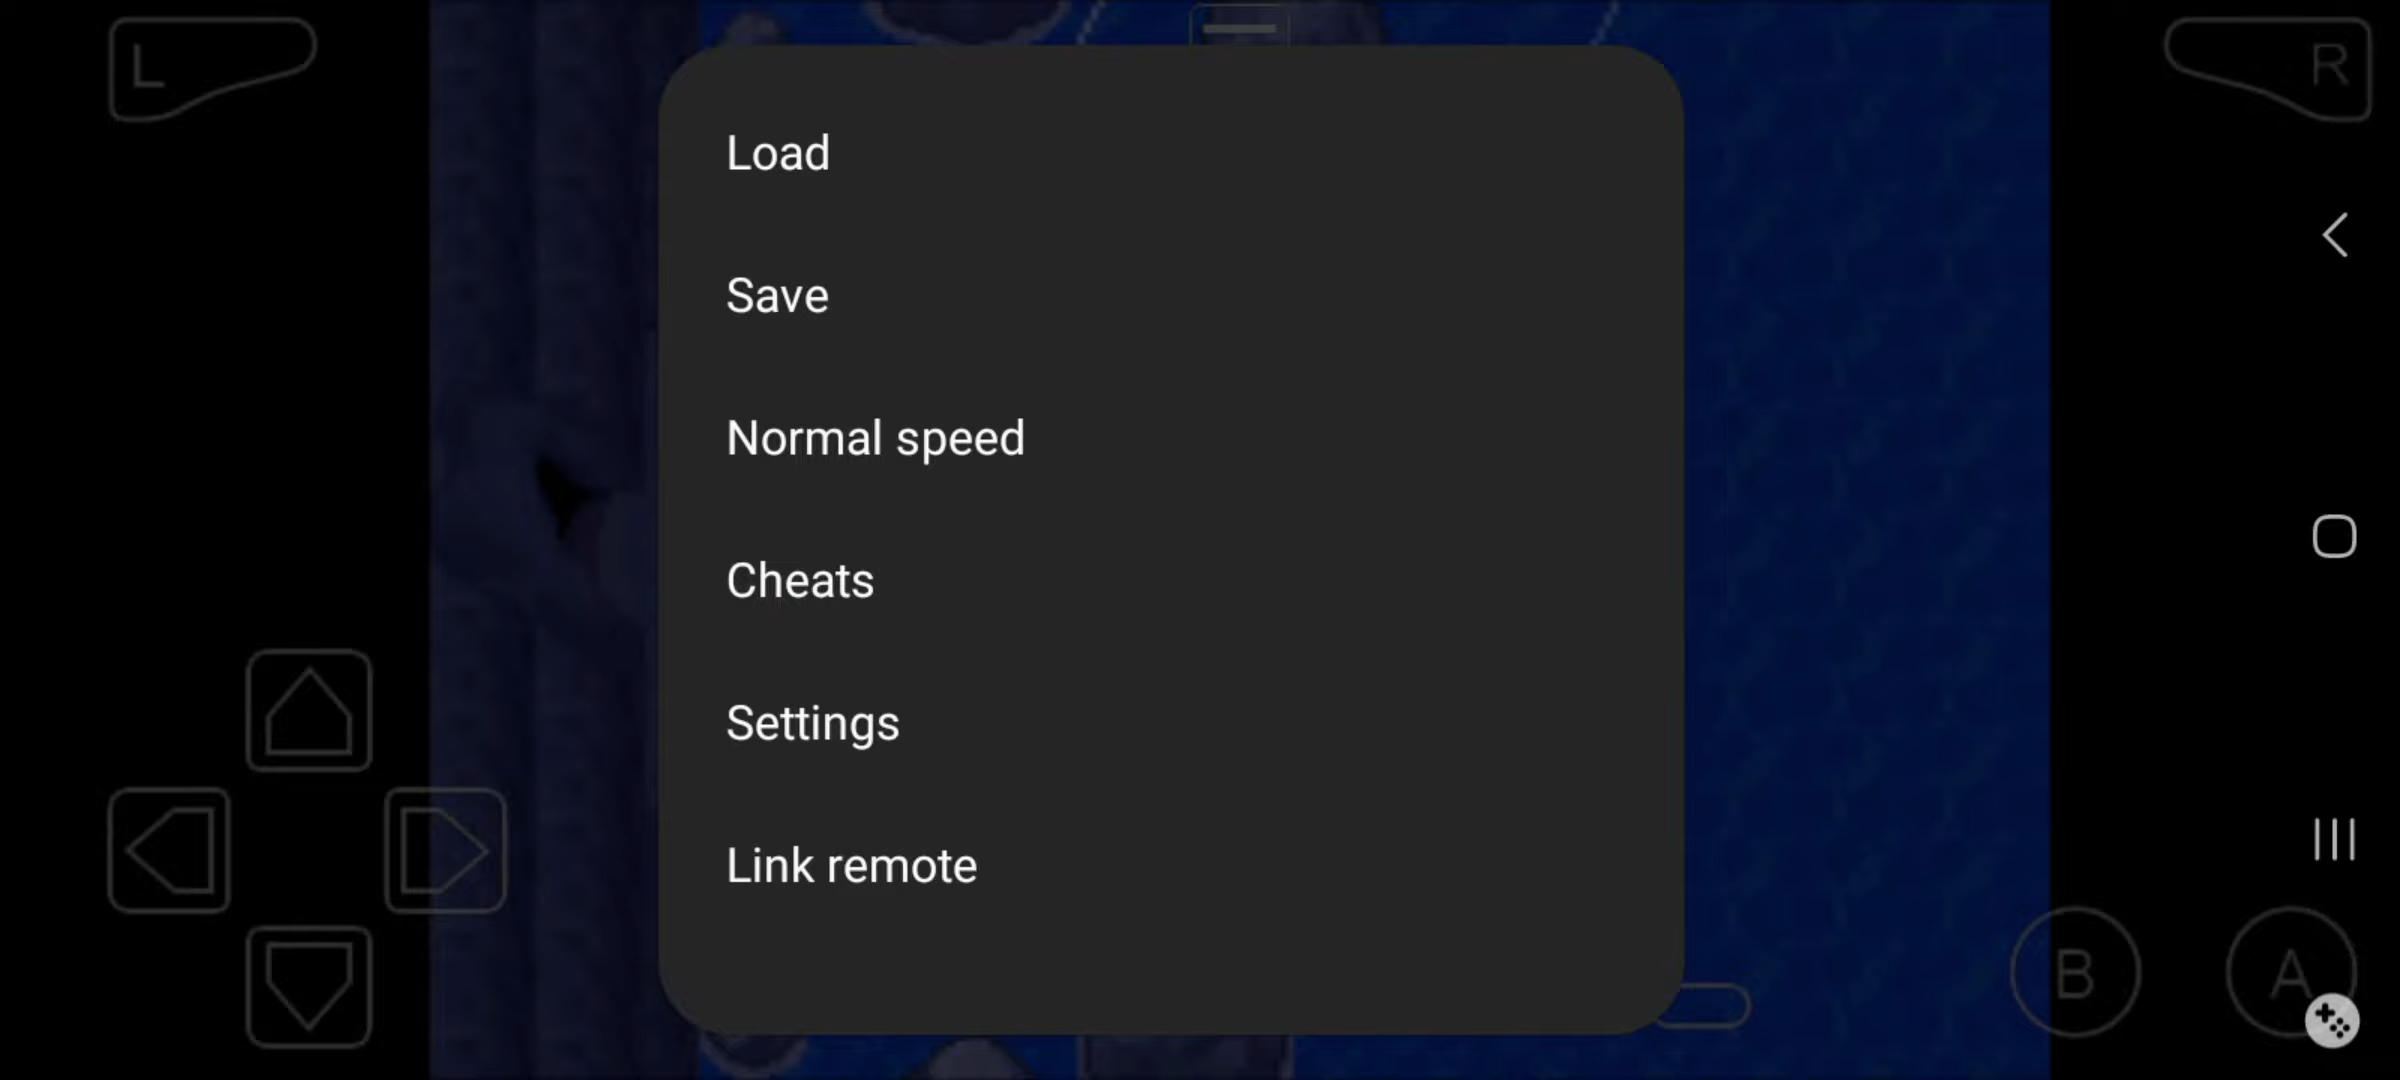 L
R
Load
Save
Normal speed
Cheats
Settings
Link remote
B
A